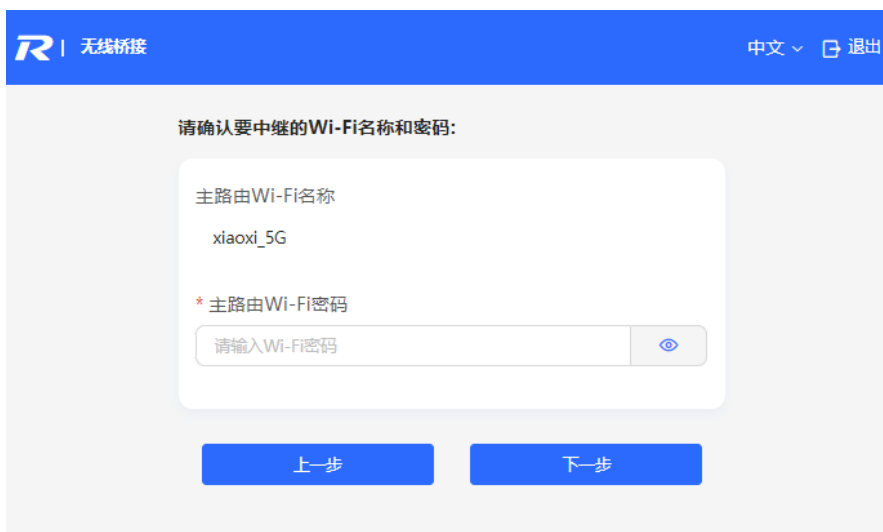 R | 无线桥接 中文 退出
请确认要中继的Wi-Fi名称和密码:
主路由Wi-Fi名称
xiaoxi_5G
* 主路由Wi-Fi密码
请输入Wi-Fi密码
上一步 下一步